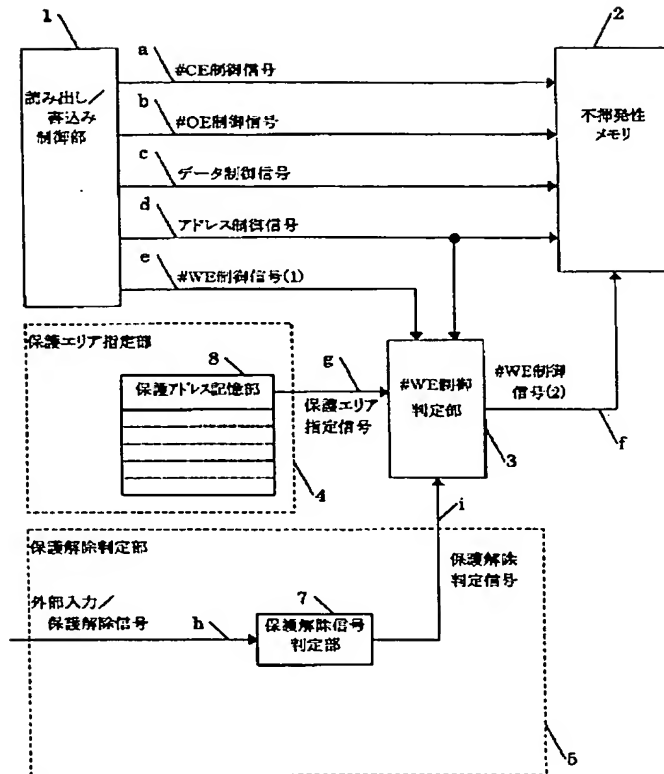 1
2
a
#CE制御信号
b
#OE制御信号
c
データ制御信号
d
アドレス制御信号
e
#WE制御信号(1)
読み出し/
書込み
制御部
不揮発性
メモリ
保護エリア指定部
8
保護アドレス記憶部
g
保護エリア
指定信号
#WE制御
判定部
3
#WE制御
信号(2)
f
4
i
保護解除判定部
保護解除
判定信号
外部入力/
保護解除信号
h
7
保護解除信号
判定部
5